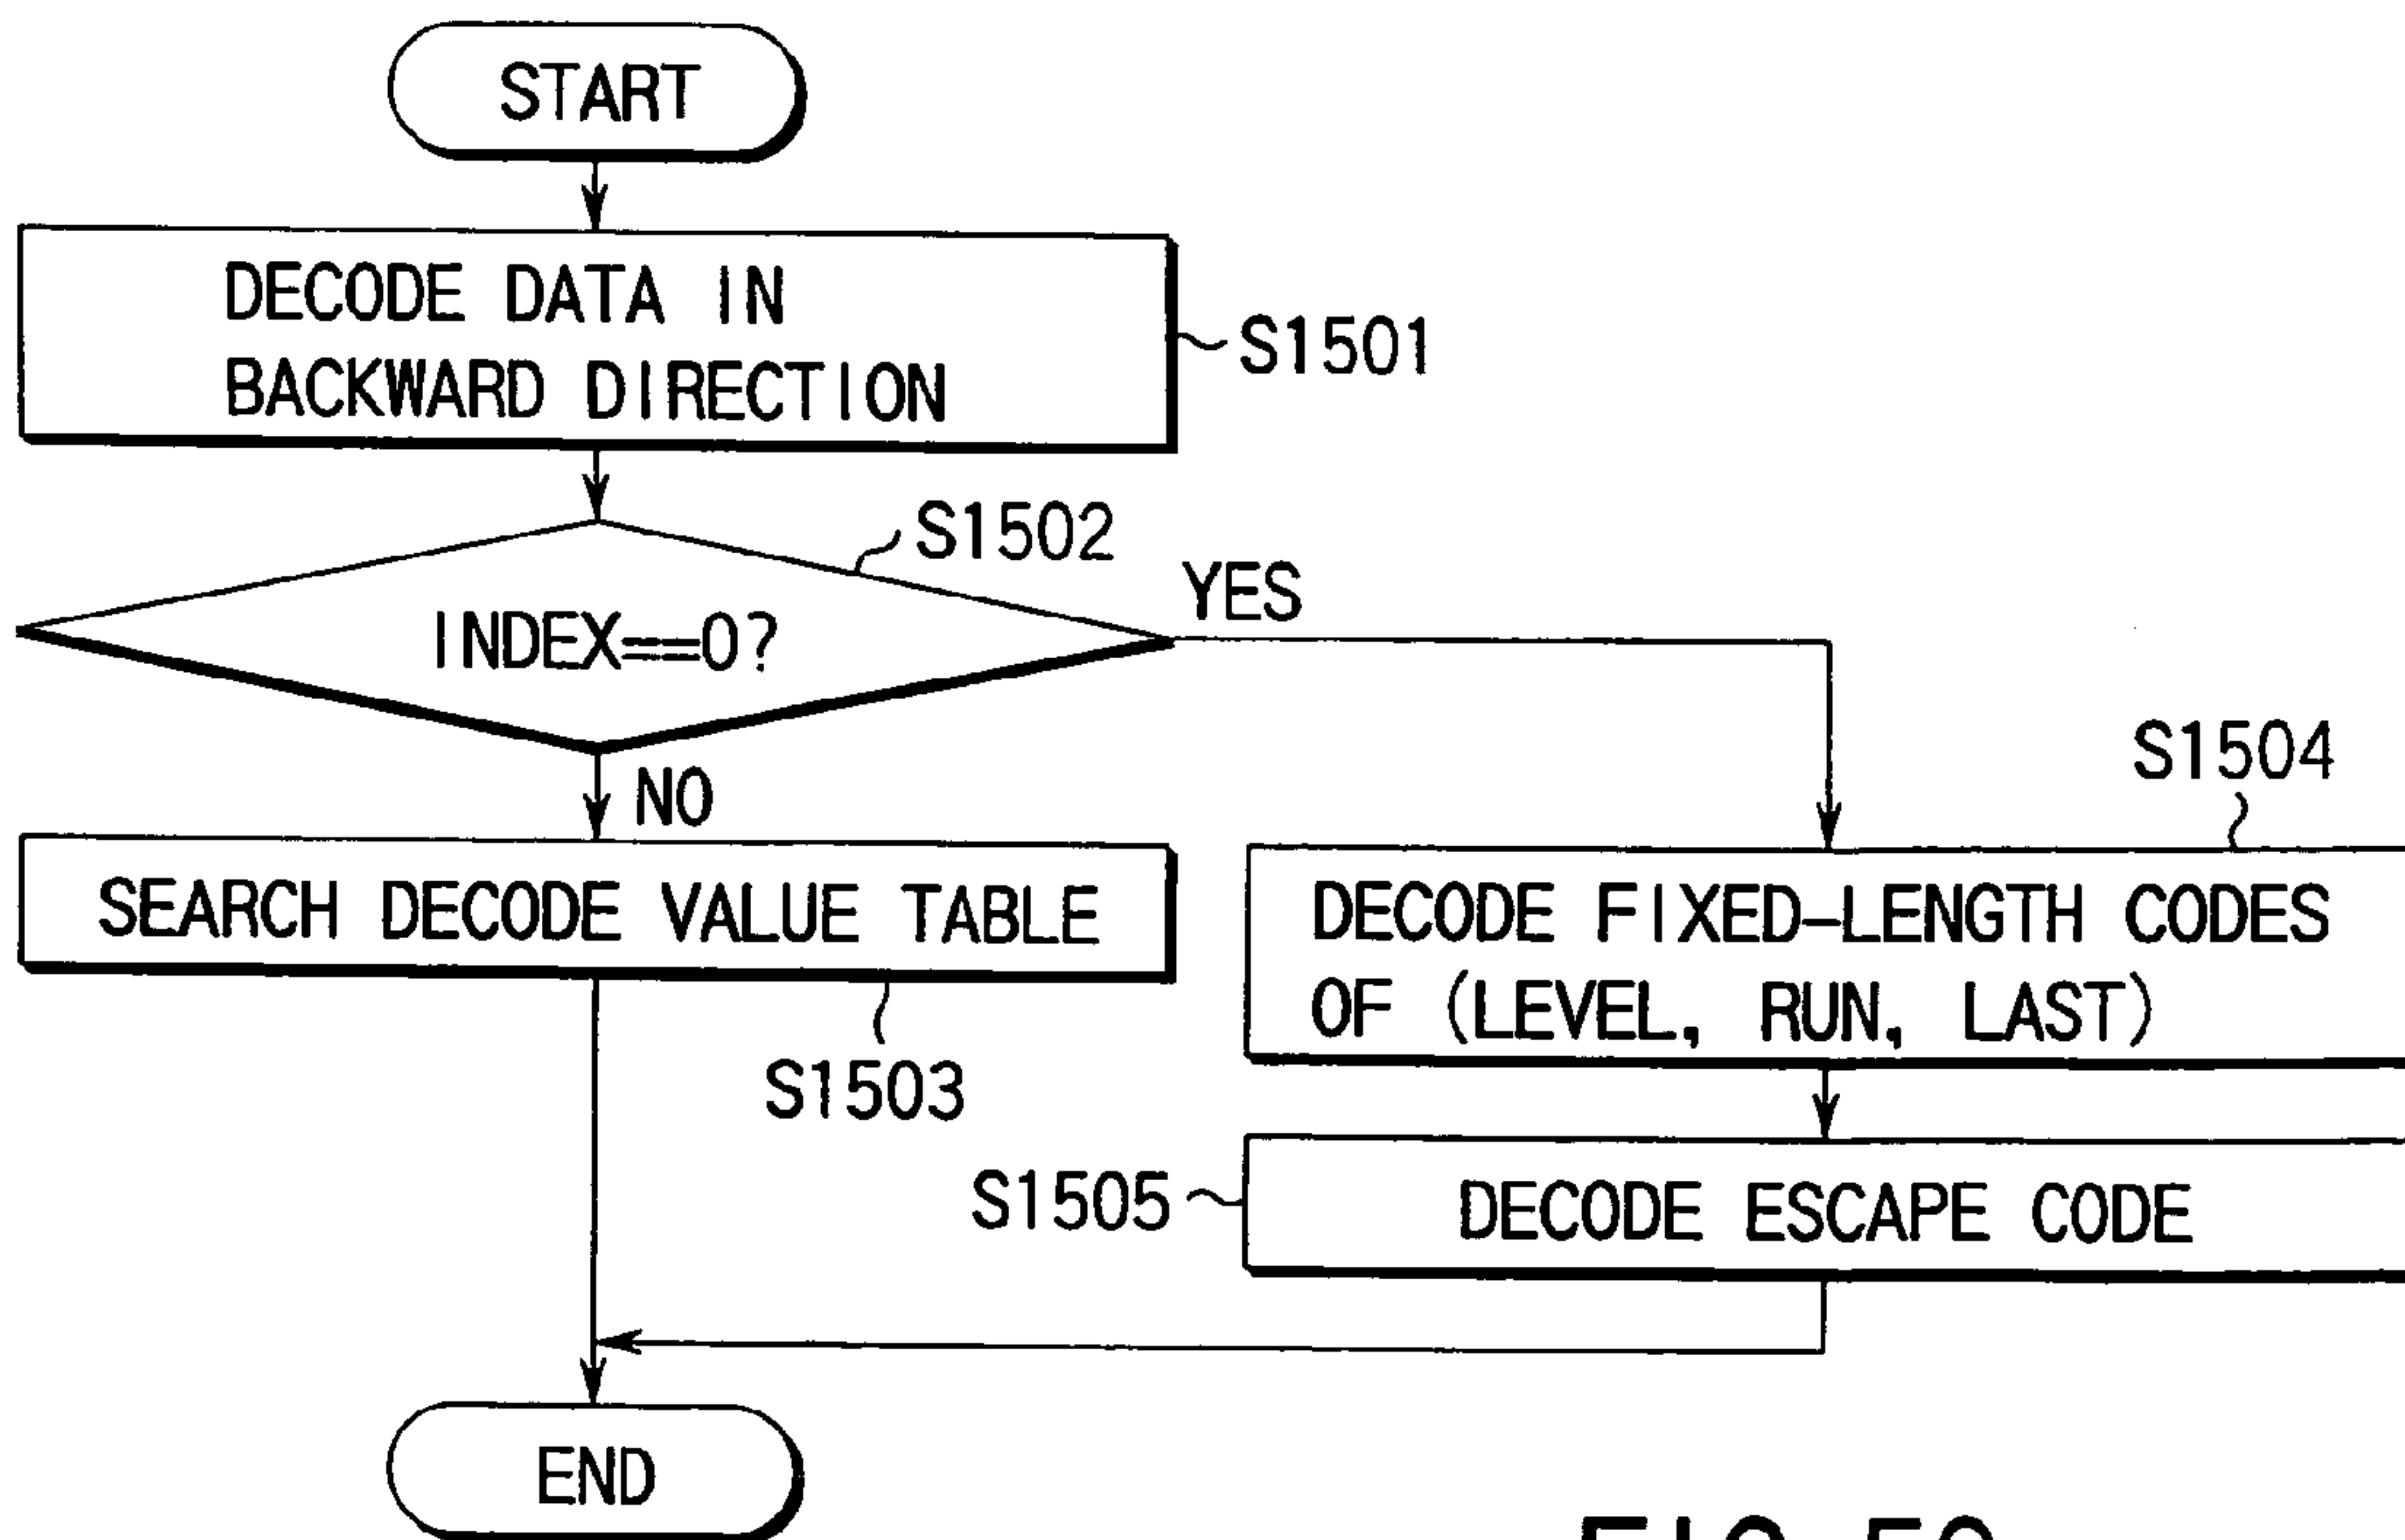 START
DECODE DATA IN
BACKWARD DIRECTION
S1501
S1502
INDEX==0?
YES
NO
S1504
SEARCH DECODE VALUE TABLE
S1503
DECODE FIXED-LENGTH CODES
OF (LEVEL, RUN, LAST)
S1505
DECODE ESCAPE CODE
END